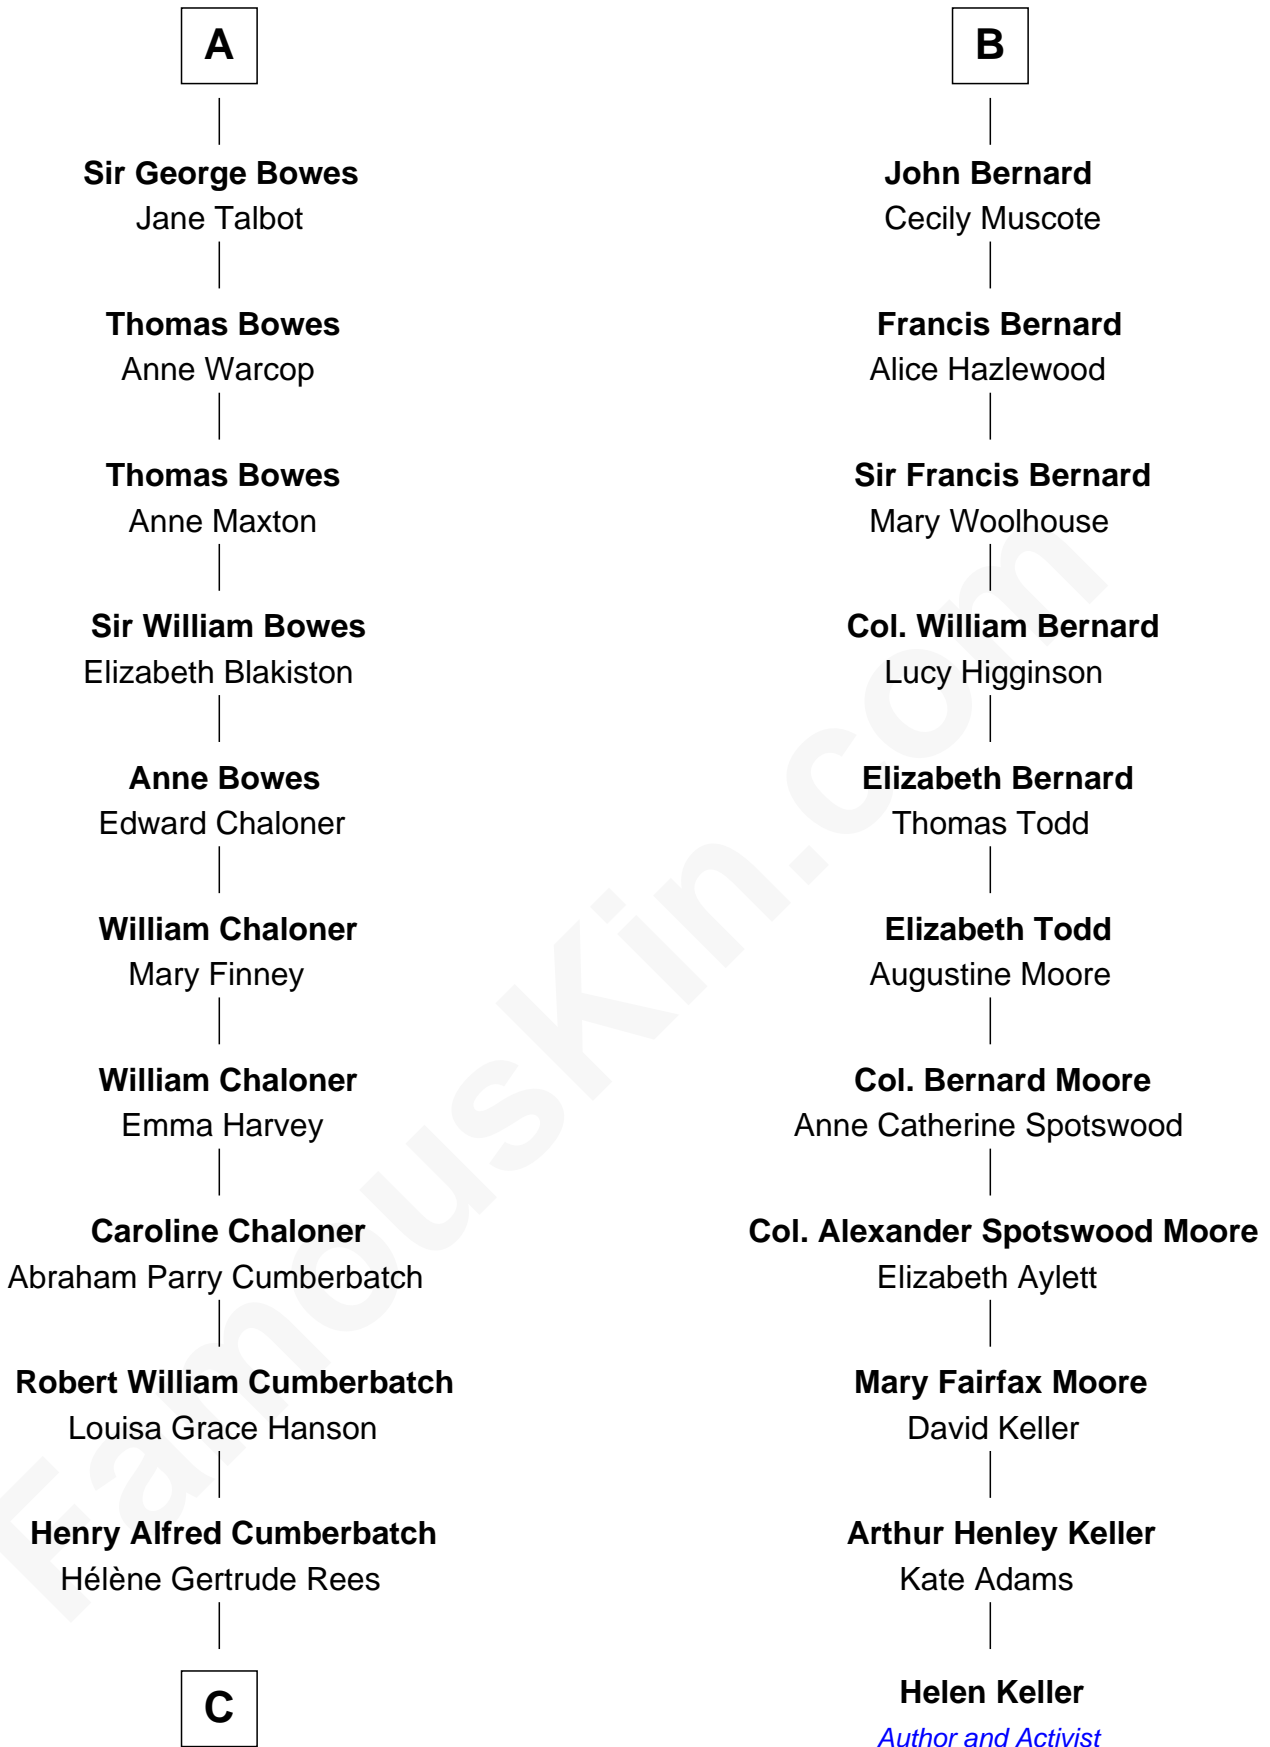 A
Sir George Bowes
Jane Talbot
Thomas Bowes
Anne Warcop
Thomas Bowes
Anne Maxton
Sir William Bowes
Elizabeth Blakiston
Anne Bowes
Edward Chaloner
William Chaloner
Mary Finney
William Chaloner
Emma Harvey
Caroline Chaloner
Abraham Parry Cumberbatch
Robert William Cumberbatch
Louisa Grace Hanson
Henry Alfred Cumberbatch
Hélène Gertrude Rees
C
B
John Bernard
Cecily Muscote
Francis Bernard
Alice Hazlewood
Sir Francis Bernard
Mary Woolhouse
Col. William Bernard
Lucy Higginson
Elizabeth Bernard
Thomas Todd
Elizabeth Todd
Augustine Moore
Col. Bernard Moore
Anne Catherine Spotswood
Col. Alexander Spotswood Moore
Elizabeth Aylett
Mary Fairfax Moore
David Keller
Arthur Henley Keller
Kate Adams
Helen Keller
Author and Activist
FamousKin.com